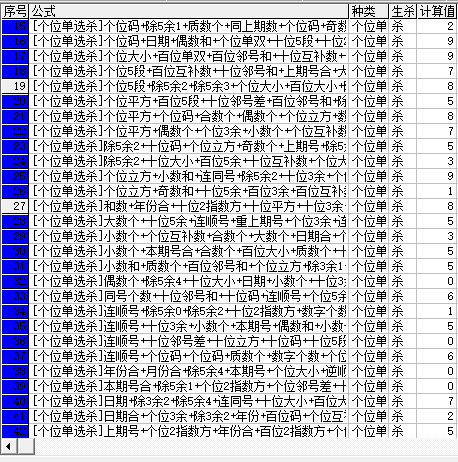 序号 公式 种类 生杀 计算值
15 [个位单选杀]个位码+除5余1+质数个+同上期数+个位码+奇数 个位单 杀 2
16 [个位单选杀]个位码+日期+偶数和+个位单双+十位5段+十位 个位单 杀 9
17 [个位单选杀]个位大小+百位单双+百位邻号和+十位互补数+ 个位单 杀 9
18 [个位单选杀]个位5段+百位互补数+十位邻号和+上期号合+大 个位单 杀 7
19 [个位单选杀]个位5段+除5余2+除5余3+个位大小+百位大小+ 个位单 杀 8
20 [个位单选杀]个位平方+百位5段+十位邻号差+百位邻号和+除 个位单 杀 5
21 [个位单选杀]个位平方+个位码+合数个+偶数个+个位立方+ 个位单 杀 8
22 [个位单选杀]个位平方+偶数个+个位3余+小数个+个位互补数 个位单 杀 7
23 [个位单选杀]除5余2+十位码+个位立方+奇数个+上期号+除5 个位单 杀 5
24 [个位单选杀]除5余2+十位大小+百位5余+十位互补数+个位大 个位单 杀 3
25 [个位单选杀]个位立方+小数和+连同号+除5余2+十位3余+个 个位单 杀 9
26 [个位单选杀]个位立方+奇数和+十位5余+百位3余+百位互补 个位单 杀 1
27 [个位单选杀]和数+年份合+十位2指数方+十位平方+十位3余 个位单 杀 8
28 [个位单选杀]大数个+十位5余+连顺号+重上期号+个位3余+ 个位单 杀 5
29 [个位单选杀]小数个+个位互补数+合数个+大数个+日期合+个 个位单 杀 3
30 [个位单选杀]小数个+本期号合+合数个+百位大小+质数个+十 个位单 杀 5
31 [个位单选杀]小数和+质数个+百位邻号和+个位立方+除3余1 个位单 杀 5
32 [个位单选杀]偶数个+除5余4+十位大小+日期+小数个+十位3 个位单 杀 0
33 [个位单选杀]同号个数+十位邻号和+十位码+连顺号+个位5余 个位单 杀 6
34 [个位单选杀]连顺号+除5余0+除5余2+十位2指数方+数字个数 个位单 杀 1
35 [个位单选杀]连顺号+十位3余+小数个+本期号+偶数和+小数 个位单 杀 5
36 [个位单选杀]连顺号+十位邻号差+十位立方+十位码+十位5段 个位单 杀 0
37 [个位单选杀]连顺号+个位码+个位码+质数个+数字个数+个位 个位单 杀 6
38 [个位单选杀]年份合+月份合+除5余4+本期号+个位大小+逆顺 个位单 杀 0
39 [个位单选杀]本期号合+除5余1+个位2指数方+个位邻号差+十 个位单 杀 0
40 [个位单选杀]日期+除3余2+除5余4+连同号+十位大小+十位大 个位单 杀 7
41 [个位单选杀]日期合+个位3余+除3余2+年份+百位码+个位互 个位单 杀 2
42 [个位单选杀]上期号+个位2指数方+年份合+百位2指数方+个 个位单 杀 5